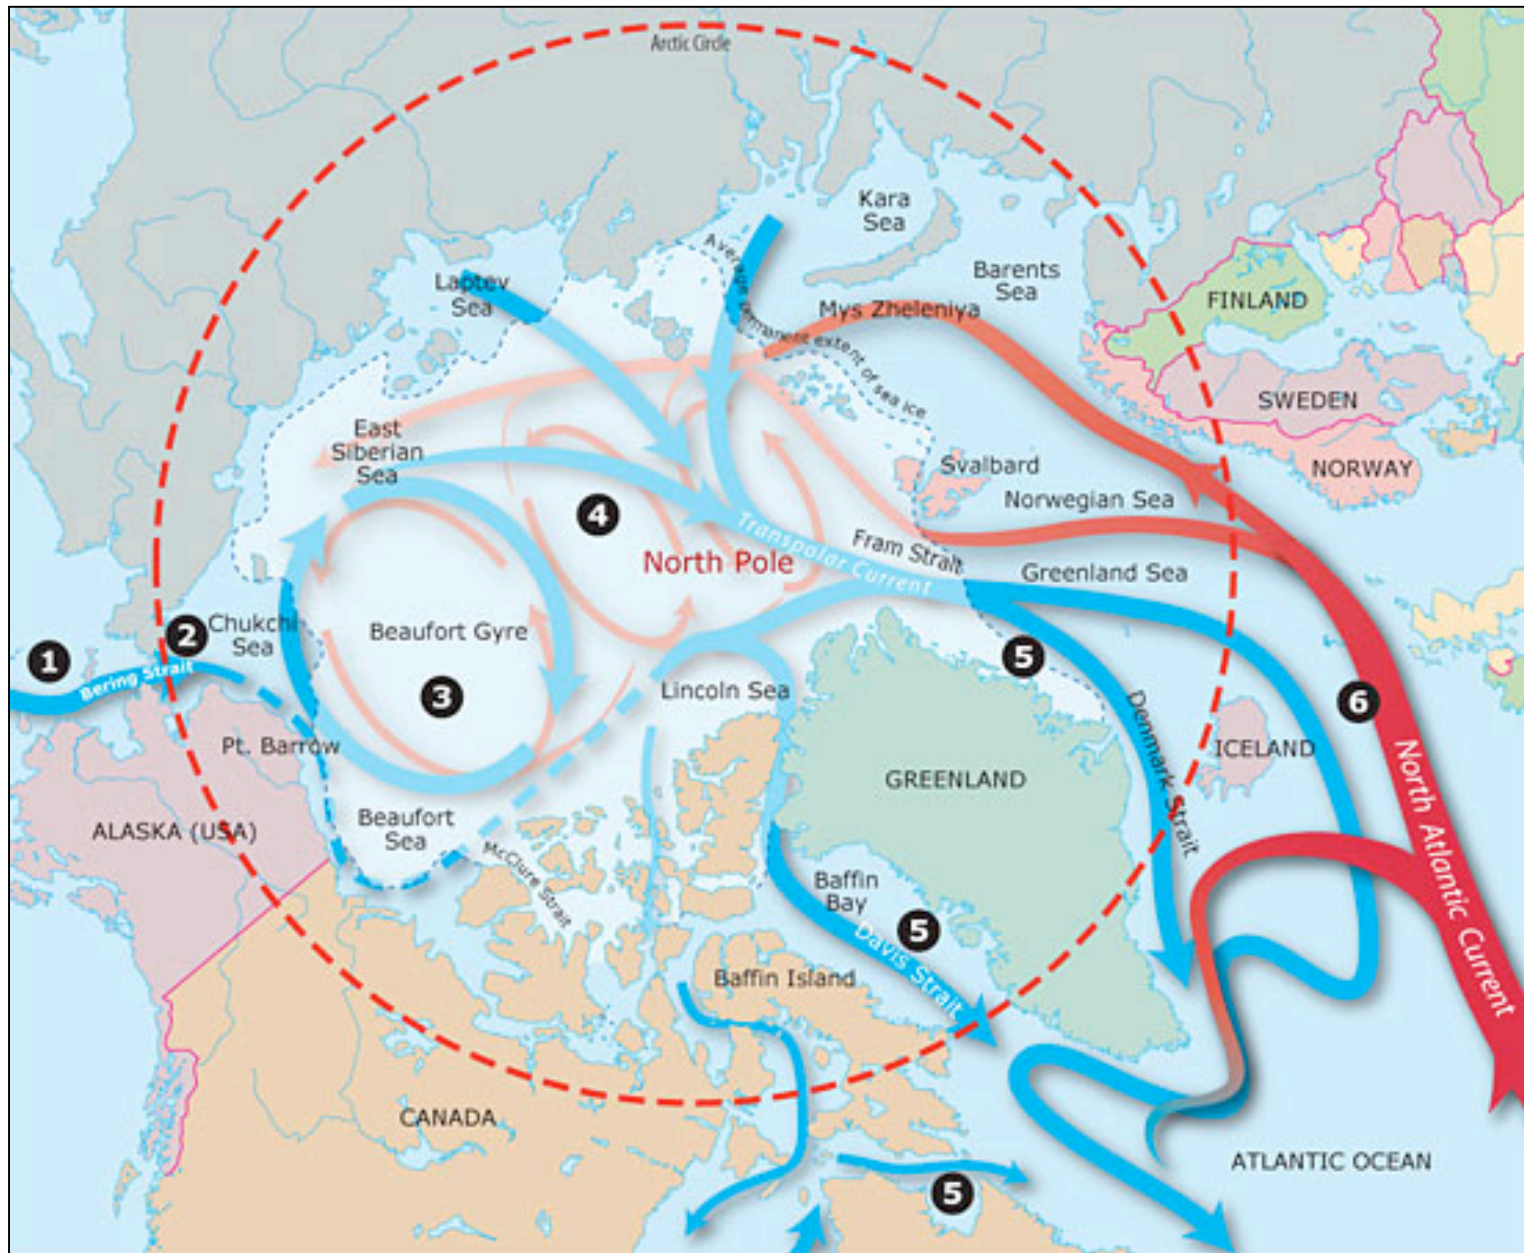 Arctic Circle
Kara
Sea
Barents
Sea
Laptev
Sea
Average permanent extent of sea ice
Mys Zheleniya
FINLAND
SWEDEN
NORWAY
East
Siberian
Sea
Svalbard
Norwegian Sea
4
Transpolar Current
North Pole
Fram Strait
Greenland Sea
1
2
Chukchi
Sea
Bering Strait
Beaufort Gyre
3
Lincoln Sea
5
6
Denmark Strait
Pt. Barrow
ICELAND
GREENLAND
North Atlantic Current
ALASKA (USA)
Beaufort
Sea
McClure Strait
Baffin
Bay
5
Davis Strait
Baffin Island
CANADA
ATLANTIC OCEAN
5